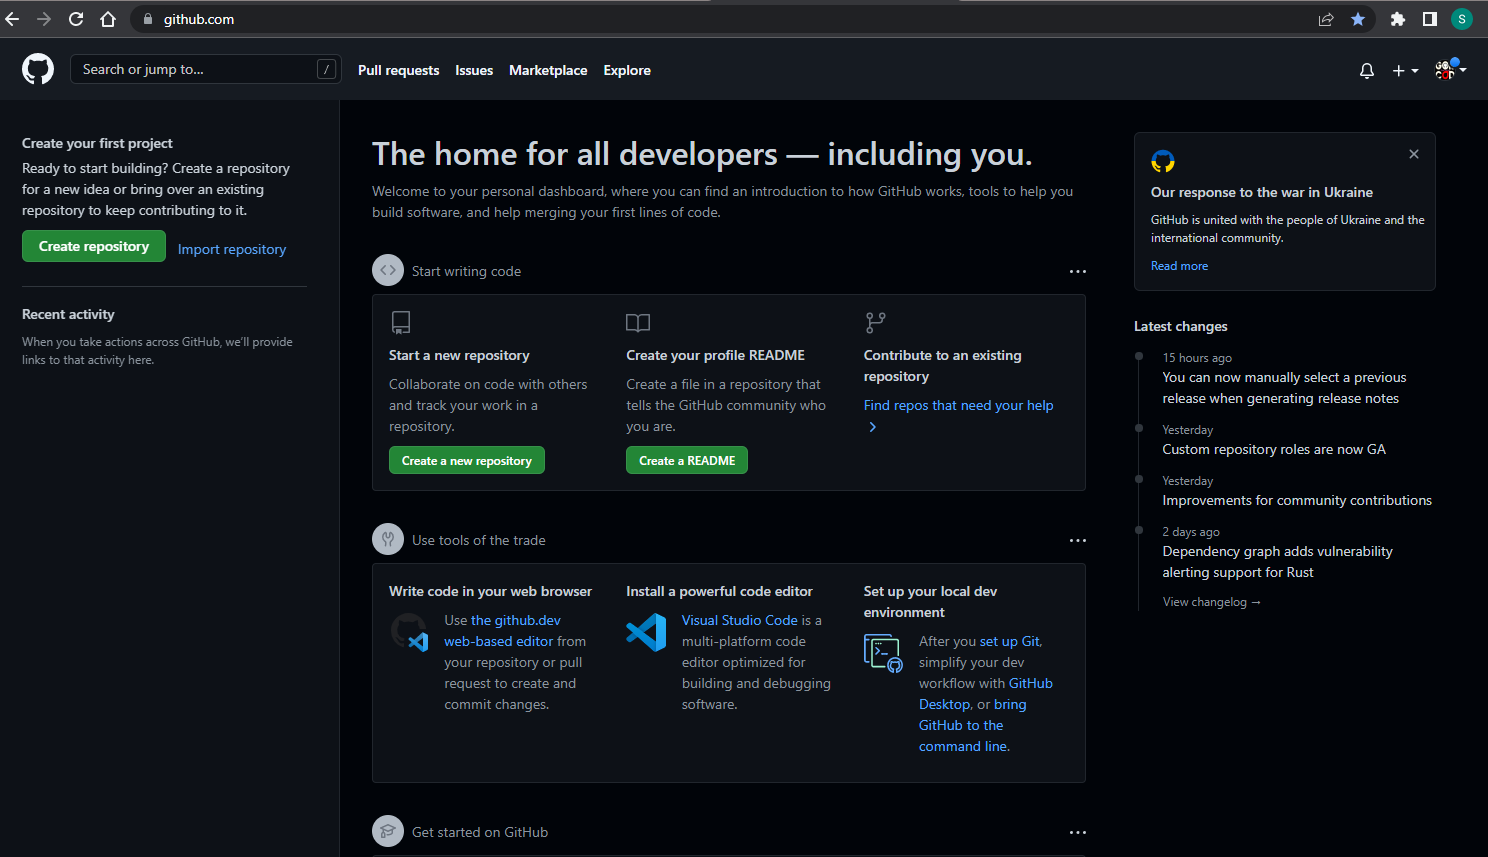 github.com
S
Search or jump to...
/
Pull requests
Issues
Marketplace
Explore
Create your first project
Ready to start building? Create a repository
for a new idea or bring over an existing
repository to keep contributing to it.
Create repository
Import repository
Recent activity
When you take actions across GitHub, we'll provide
links to that activity here.
The home for all developers — including you.
Welcome to your personal dashboard, where you can find an introduction to how GitHub works, tools to help you
build software, and help merging your first lines of code.
Start writing code
Start a new repository
Collaborate on code with others
and track your work in a
repository.
Create a new repository
Create your profile README
Create a file in a repository that
tells the GitHub community who
you are.
Create a README
Contribute to an existing
repository
Find repos that need your help
Use tools of the trade
Write code in your web browser
Use the github.dev
web-based editor from
your repository or pull
request to create and
commit changes.
Install a powerful code editor
Visual Studio Code is a
multi-platform code
editor optimized for
building and debugging
software.
Set up your local dev
environment
After you set up Git,
simplify your dev
workflow with GitHub
Desktop, or bring
GitHub to the
command line.
Get started on GitHub
Our response to the war in Ukraine
GitHub is united with the people of Ukraine and the
international community.
Read more
Latest changes
15 hours ago
You can now manually select a previous
release when generating release notes
Yesterday
Custom repository roles are now GA
Yesterday
Improvements for community contributions
2 days ago
Dependency graph adds vulnerability
alerting support for Rust
View changelog →